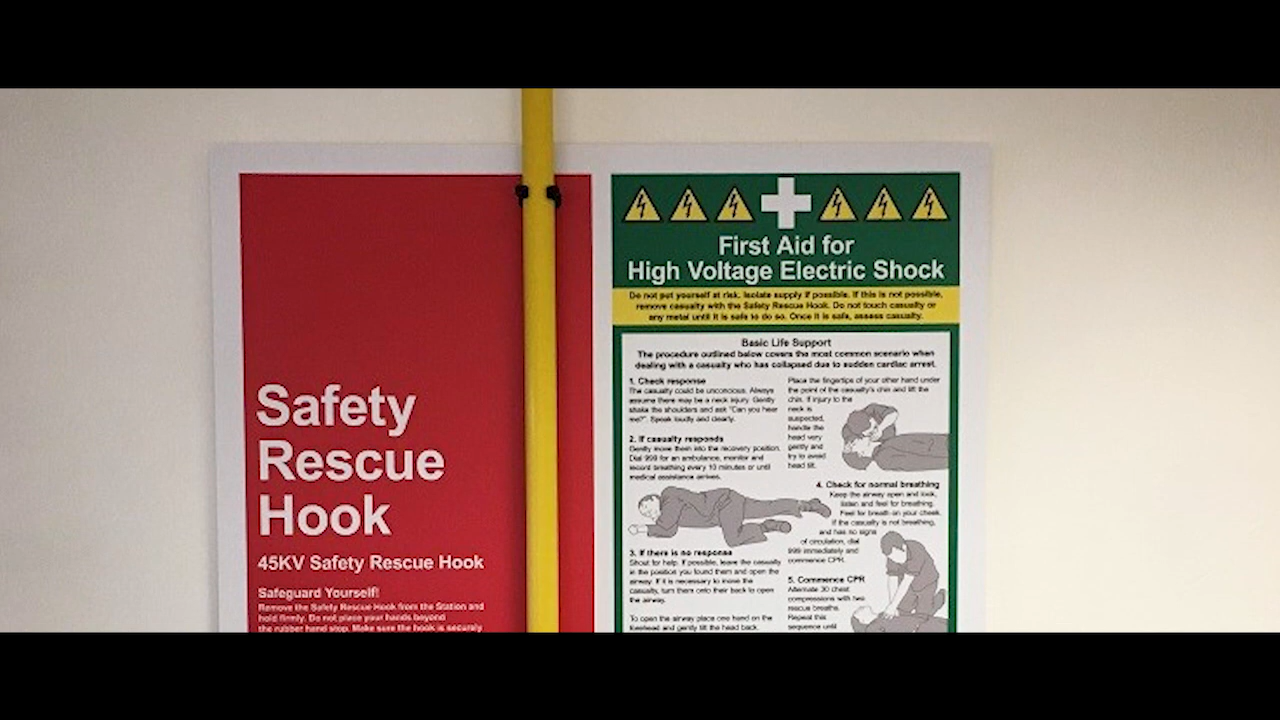 Safety
Rescue
Hook
45KV Safety Rescue Hook
Safeguard Yourself!
Remove the Safety Rescue Hook from the Station and
hold firmly. Do not place your hands beyond
the rubber hand stop. Make sure the hook is securely
First Aid for
High Voltage Electric Shock
Do not put yourself at risk. Isolate supply if possible. If this is not possible,
remove casualty with the Safety Rescue Hook. Do not touch casualty or
any metal until it is safe to do so. Once it is safe, assess casualty.
Basic Life Support
The procedure outlined below covers the most common scenario when
dealing with a casualty who has collapsed due to sudden cardiac arrest.
1. Check response
The casualty could be unconcious. Always
assume there may be a neck injury. Gently
shake the shoulders and ask "Can you hear
me?". Speak loudly and clearly.
2. If casualty responds
Gently move them into the recovery position.
Dial 999 for an ambulance, monitor and
record breathing every 10 minutes or until
medical assistance arrives.
3. If there is no response
Shout for help. If possible, leave the casualty
in the position you found them and open the
airway. If it is necessary to move the
casualty, turn them onto their back to open
the airway.
To open the airway place one hand on the
forehead and gently tilt the head back.
Place the fingertips of your other hand under
the point of the casualty's chin and lift the
chin. If injury to the
neck is
suspected,
handle the
head very
gently and
try to avoid
head tilt.
4. Check for normal breathing
Keep the airway open and look,
listen and feel for breathing.
Feel for breath on your cheek.
If the casualty is not breathing,
and has no signs
of circulation, dial
999 immediately and
commence CPR.
5. Commence CPR
Alternate 30 chest
compressions with two
rescue breaths.
Repeat this
sequence until